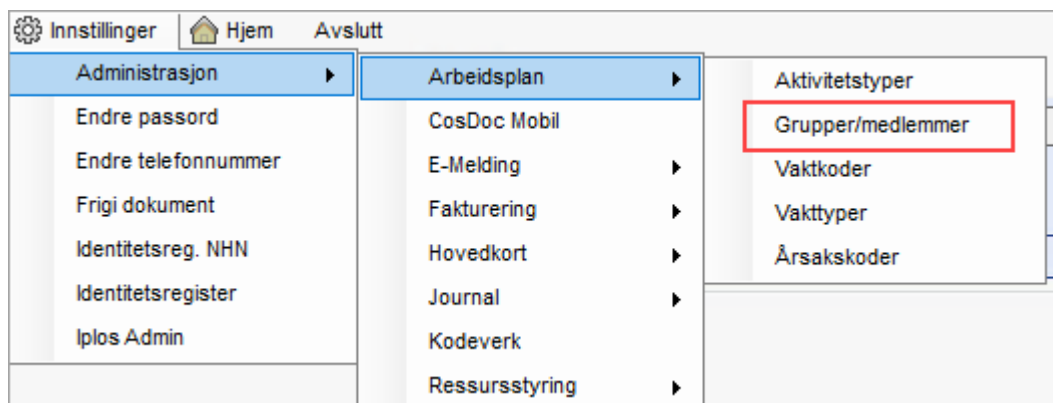 Innstillinger Hjem Avslutt
Administrasjon
Endre passord
Endre telefonnummer
Frigi dokument
Identitetsreg. NHN
Identitetsregister
Iplos Admin
Arbeidsplan
CosDoc Mobil
E-Melding
Fakturering
Hovedkort
Journal
Kodeverk
Ressursstyring
Aktivitetstyper
Grupper/medlemmer
Vaktkoder
Vakttyper
Årsakskoder